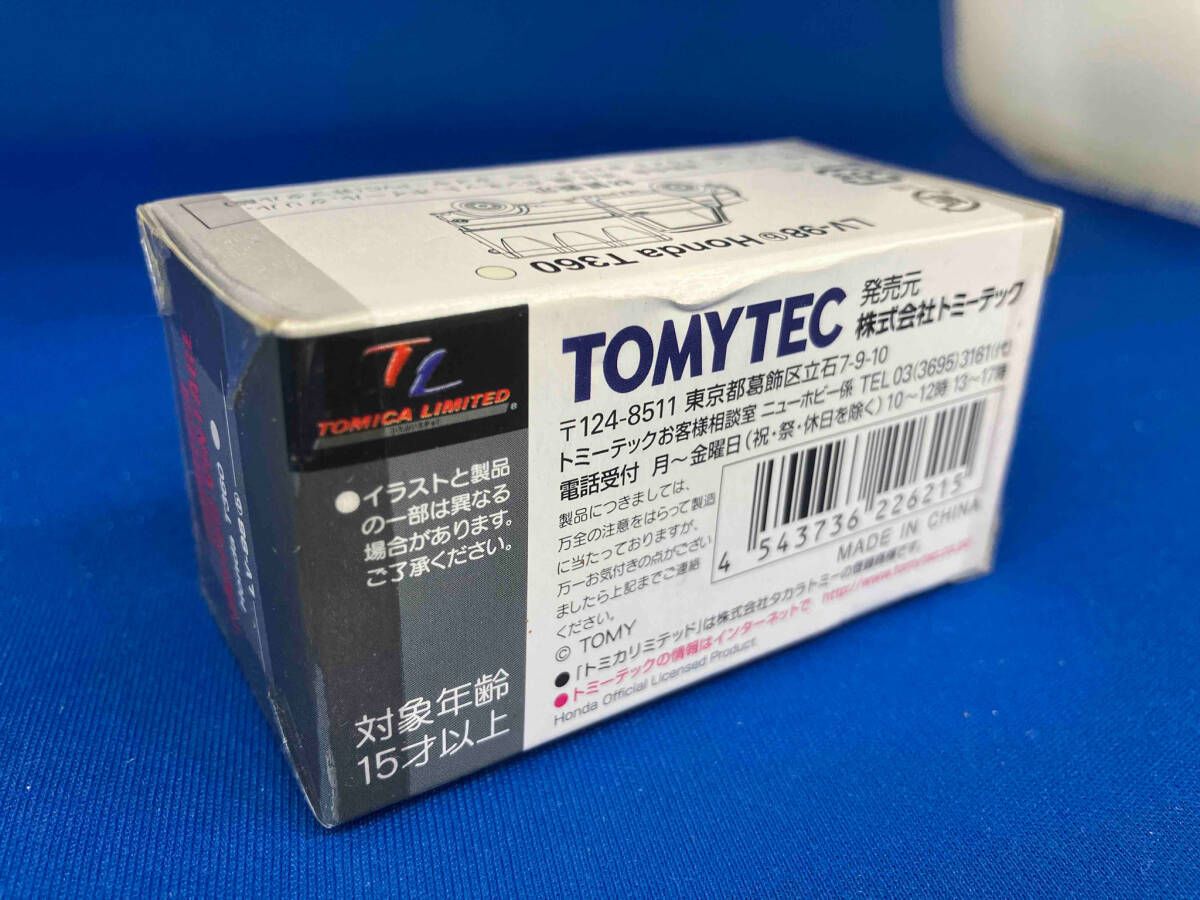 LV-98ⓑ Honda T360
TL
TOMICA LIMITED
●イラストと製品
の一部は異なる
場合があります。
ご了承ください。
対象年齢
15才以上
TOMYTEC 発売元
株式会社トミーテック
〒124-8511 東京都葛飾区立石7-9-10
トミーテックお客様相談室 ニューホビー係 TEL 03(3695)3161(代)
電話受付 月～金曜日(祝・祭・休日を除く)10～12時 13～17時
製品につきましては、
万全の注意をはらって製造
に当たっておりますが、
万一お気付きの点がござい
ましたら上記までご連絡
ください。
4 543736 226215
MADE IN CHINA
© TOMY
●「トミカリミテッド」は株式会社タカラトミーの登録商標です。
●トミーテックの情報はインターネットで
Honda Official Licensed Product